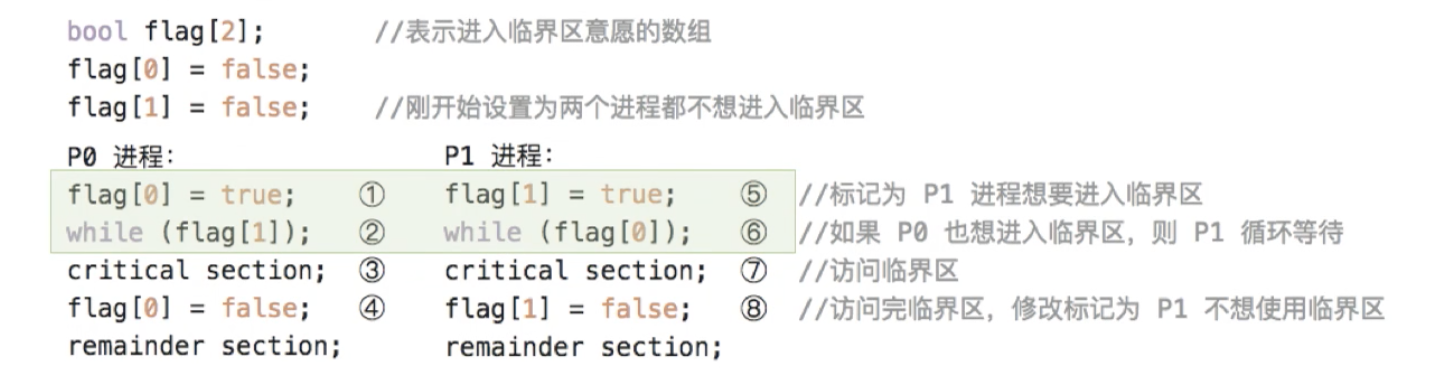 bool flag[2]; //表示进入临界区意愿的数组
flag[0] = false;
flag[1] = false; //刚开始设置为两个进程都不想进入临界区
P0 进程: P1 进程:
flag[0] = true; ① flag[1] = true; ⑤ //标记为 P1 进程想要进入临界区
while (flag[1]); ② while (flag[0]); ⑥ //如果 P0 也想进入临界区，则 P1 循环等待
critical section; ③ critical section; ⑦ //访问临界区
flag[0] = false; ④ flag[1] = false; ⑧ //访问完临界区，修改标记为 P1 不想使用临界区
remainder section; remainder section;